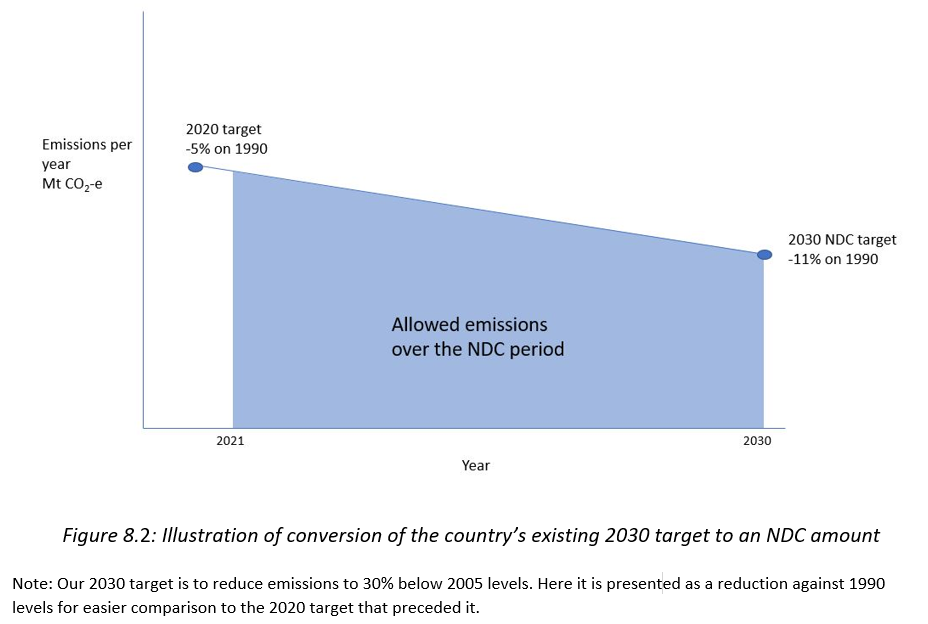 2020 target
-5% on 1990
Emissions per
year
Mt CO₂-e
2030 NDC target
-11% on 1990
Allowed emissions
over the NDC period
2021
2030
Year
Figure 8.2: Illustration of conversion of the country's existing 2030 target to an NDC amount
Note: Our 2030 target is to reduce emissions to 30% below 2005 levels. Here it is presented as a reduction against 1990
levels for easier comparison to the 2020 target that preceded it.